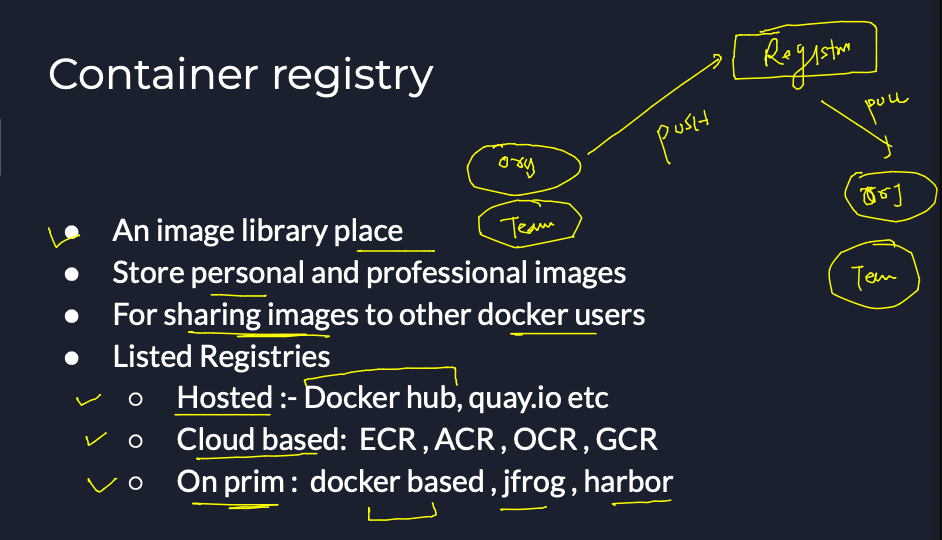 Registr
Container registry
pull
push
org
org
An image library place
Team
Store personal and professional images
Team
For sharing images to other docker users
Listed Registries
Hosted :- Docker hub, quay.io etc
Cloud based: ECR , ACR , OCR , GCR
On prim : docker based , jfrog , harbor